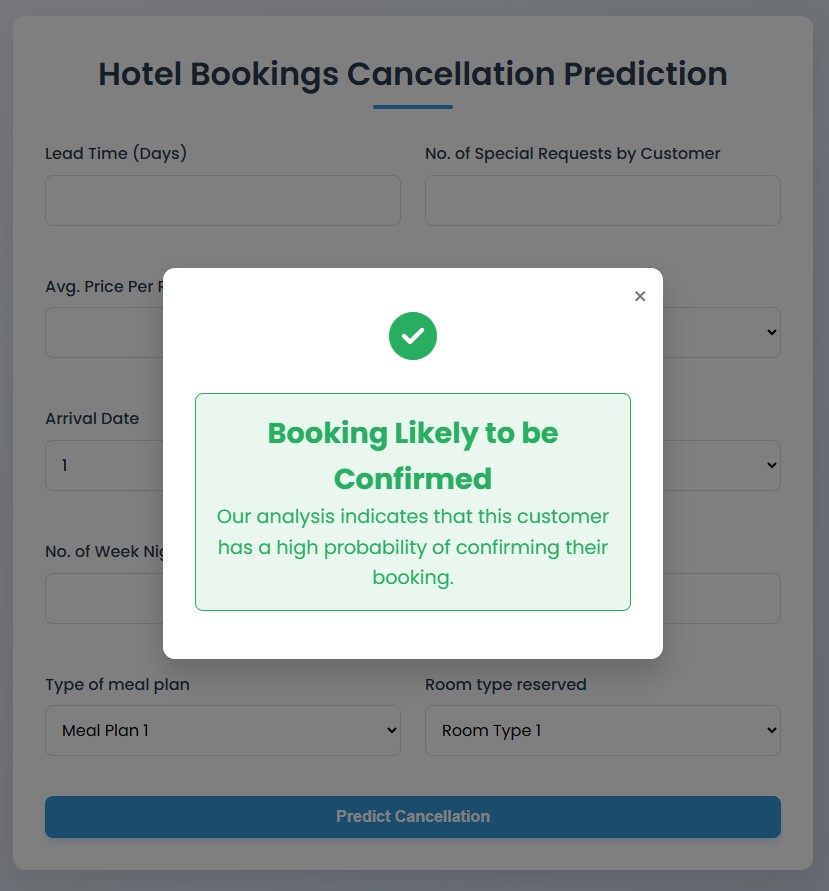 Hotel Bookings Cancellation Prediction
Lead Time (Days)
No. of Special Requests by Customer
Avg. Price Per
Arrival Date
1
Booking Likely to be
Confirmed
Our analysis indicates that this customer
has a high probability of confirming their
booking.
No. of Week
Type of meal plan
Room type reserved
Meal Plan 1
Room Type 1
Predict Cancellation